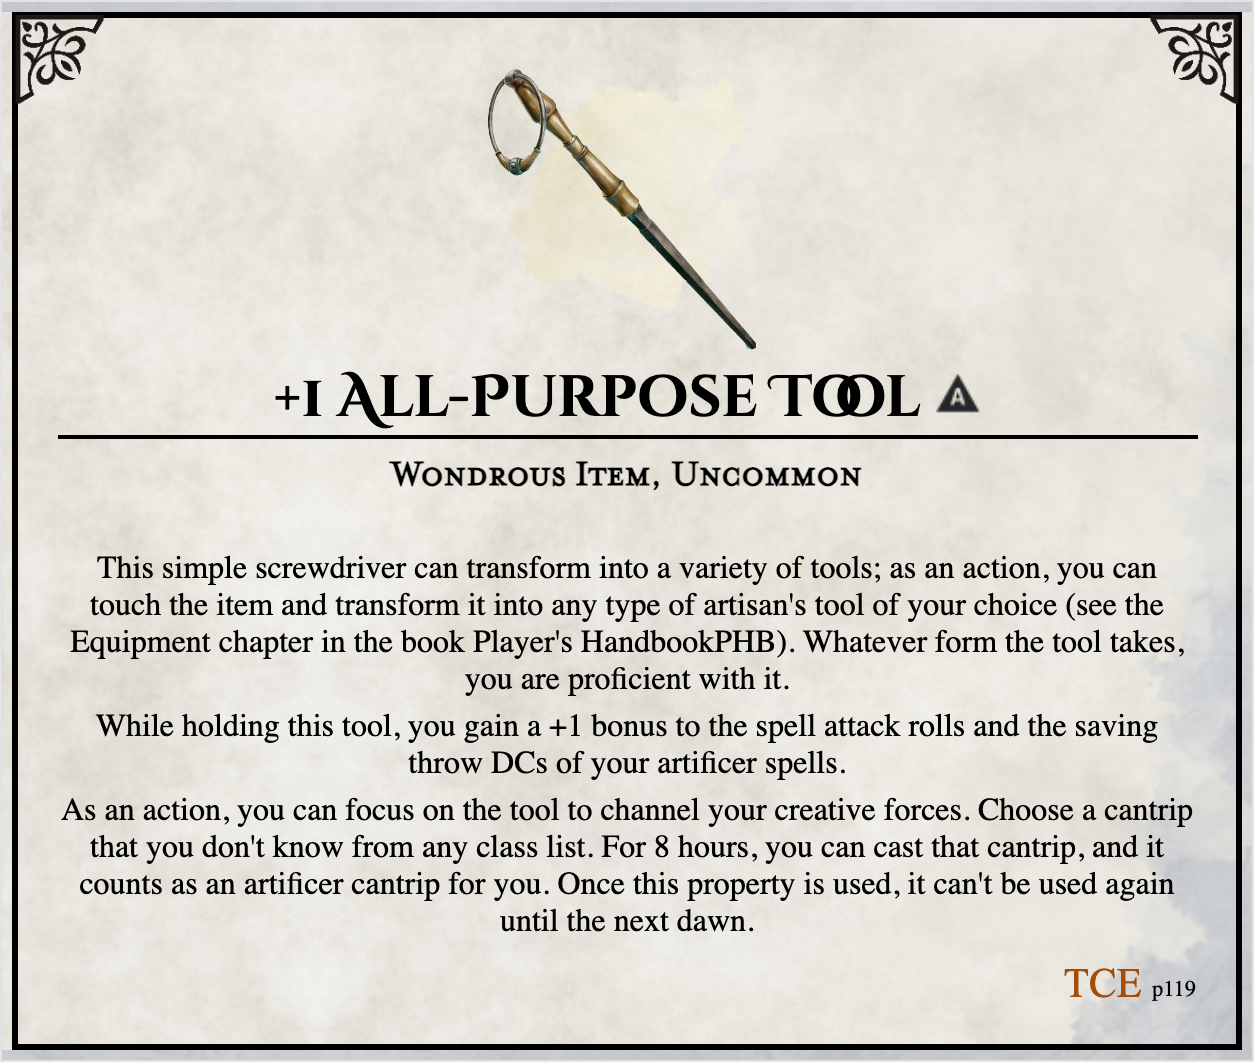 +1 All-Purpose Tool A
Wondrous Item, Uncommon
This simple screwdriver can transform into a variety of tools; as an action, you can
touch the item and transform it into any type of artisan's tool of your choice (see the
Equipment chapter in the book Player's HandbookPHB). Whatever form the tool takes,
you are proficient with it.
While holding this tool, you gain a +1 bonus to the spell attack rolls and the saving
throw DCs of your artificer spells.
As an action, you can focus on the tool to channel your creative forces. Choose a cantrip
that you don't know from any class list. For 8 hours, you can cast that cantrip, and it
counts as an artificer cantrip for you. Once this property is used, it can't be used again
until the next dawn.
TCE p119